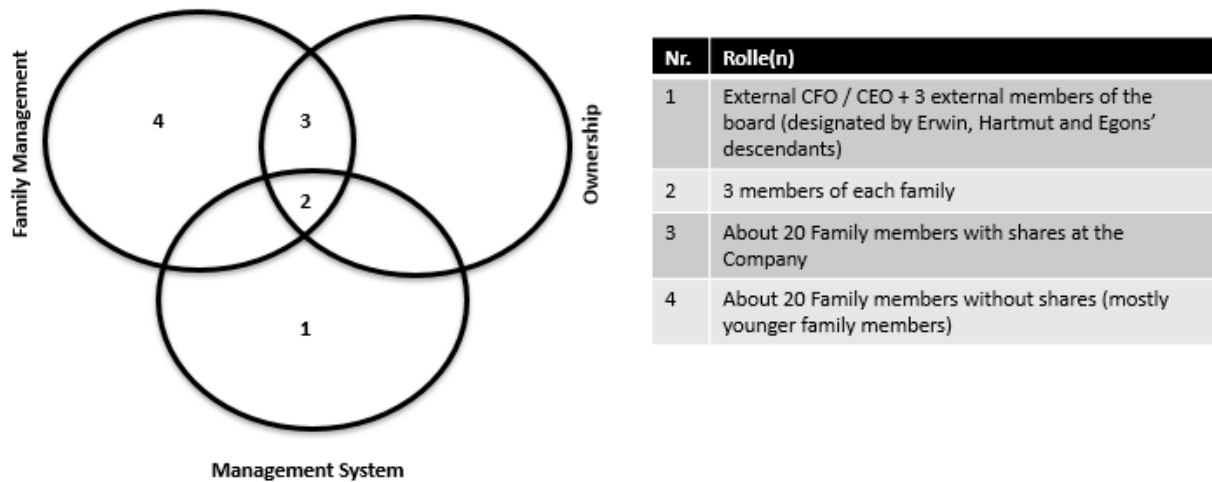 Family Management
4
3
2
1
Ownership
Management System
Nr. Rolle(n)
1 External CFO / CEO + 3 external members of the
board (designated by Erwin, Hartmut and Egons’
descendants)
2 3 members of each family
3 About 20 Family members with shares at the
Company
4 About 20 Family members without shares (mostly
younger family members)